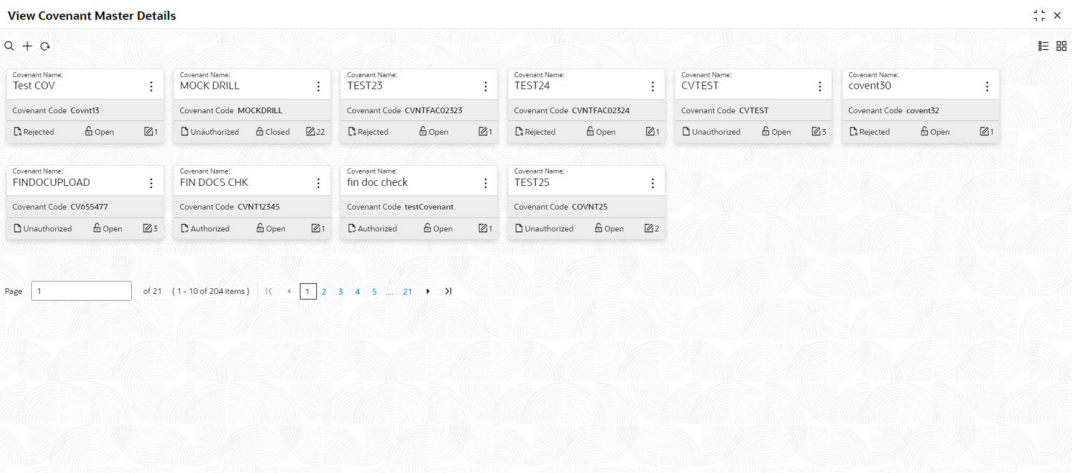 View Covenant Master Details
Covenant Name: Covenant Name: Covenant Name: Covenant Name: Covenant Name: Covenant Name:
Test COV MOCK DRILL TEST23 TEST24 CVTEST covent30
Covenant Code Covnt13 Covenant Code MOCKDRILL Covenant Code CVNTFAC02323 Covenant Code CVNTFAC02324 Covenant Code CVTEST Covenant Code covent32
Rejected Open 1 Unauthorized Closed 22 Rejected Open 1 Rejected Open 1 Unauthorized Open 3 Rejected Open 1
Covenant Name: Covenant Name: Covenant Name: Covenant Name:
FINDOCUPLOAD FIN DOCS CHK fin doc check TEST25
Covenant Code CV655477 Covenant Code CVNT12345 Covenant Code testCovenant Covenant Code COVNT25
Unauthorized Open 3 Authorized Open 1 Authorized Open 1 Unauthorized Open 2
Page 1 of 21 ( 1 - 10 of 204 items ) 1 2 3 4 5 ... 21